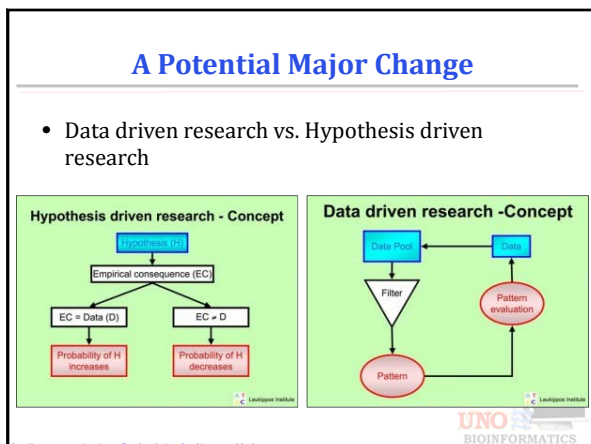 A Potential Major Change
• Data driven research vs. Hypothesis driven
research
Hypothesis driven research - Concept
Hypothesis (H)
Empirical consequence (EC)
EC = Data (D)
EC ≠ D
Probability of H
increases
Probability of H
decreases
Leukippos Institute
Data driven research -Concept
Data Pool
Data
Filter
Pattern
evaluation
Pattern
Leukippos Institute
UNO
BIOINFORMATICS